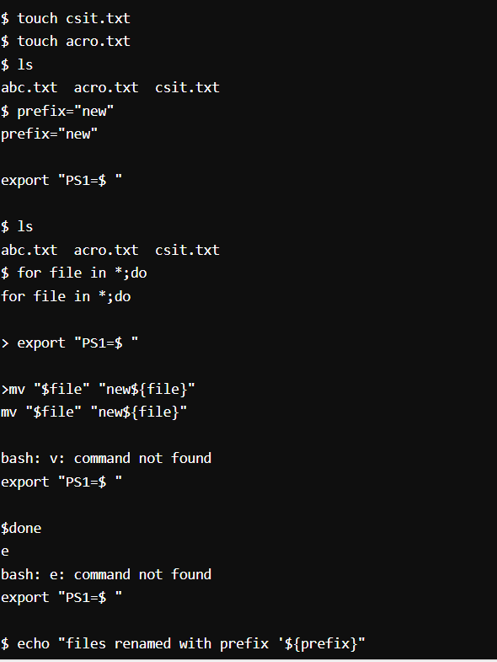 $ touch csit.txt
$ touch acro.txt
$ ls
abc.txt  acro.txt  csit.txt
$ prefix="new"
prefix="new"
export "PS1=$ "
$ ls
abc.txt  acro.txt  csit.txt
$ for file in *;do
for file in *;do
> export "PS1=$ "
>mv "$file" "new${file}"
mv "$file" "new${file}"
bash: v: command not found
export "PS1=$ "
$done
e
bash: e: command not found
export "PS1=$ "
$ echo "files renamed with prefix '${prefix}"